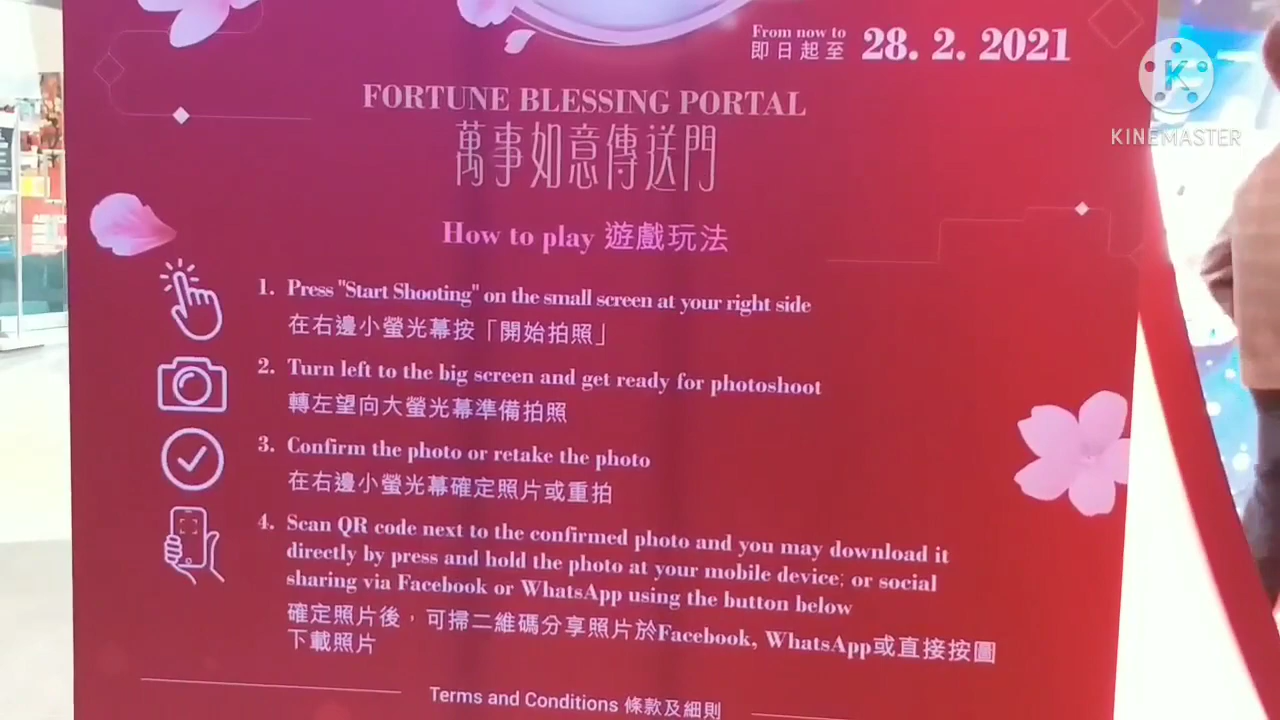 From now to
即日起至 28. 2. 2021
KINEMASTER
FORTUNE BLESSING PORTAL
萬事如意傳送門
How to play 遊戲玩法
1. Press "Start Shooting" on the small screen at your right side
在右邊小螢光幕按「開始拍照」
2. Turn left to the big screen and get ready for photoshoot
轉左望向大螢光幕準備拍照
3. Confirm the photo or retake the photo
在右邊小螢光幕確定照片或重拍
4. Scan QR code next to the confirmed photo and you may download it
directly by press and hold the photo at your mobile device; or social
sharing via Facebook or WhatsApp using the button below
確定照片後，可掃二維碼分享照片於Facebook, WhatsApp或直接按圖
下載照片
Terms and Conditions 條款及細則